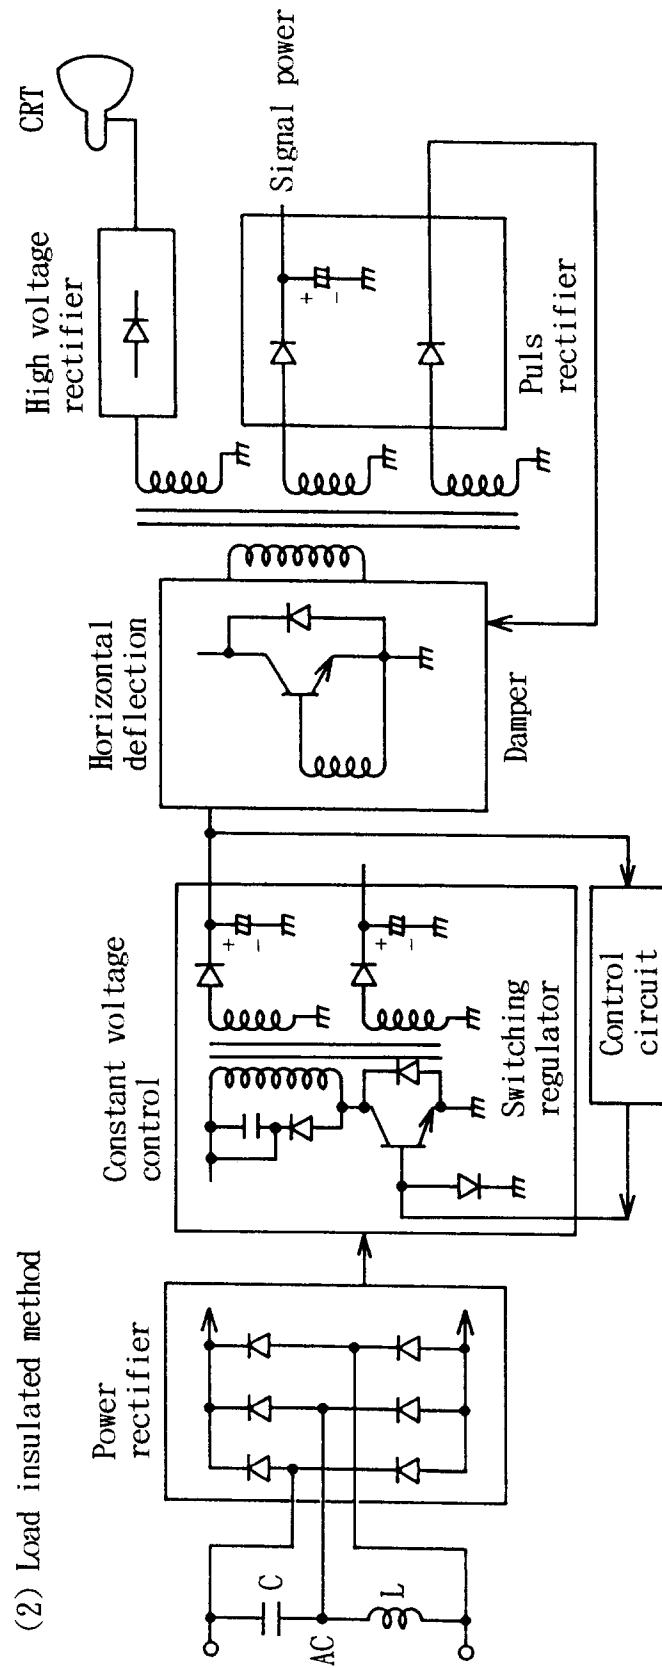 (2) Load insulated method
AC
C
L
Power
rectifier
Constant voltage
control
+
-
+
-
Switching
regulator
Control
circuit
Horizontal
deflection
Damper
High voltage
rectifier
CRT
+
-
Signal power
Puls
rectifier